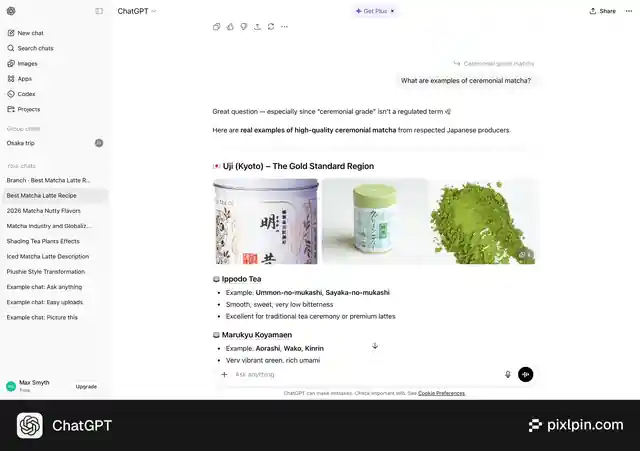 ChatGPT
Get Plus
Share
New chat
Search chats
Images
Apps
Codex
Projects
Group chats
Osaka trip
Your chats
Branch · Best Matcha Latte R...
Best Matcha Latte Recipe
2026 Matcha Nutty Flavors
Matcha Industry and Globaliz...
Shading Tea Plants Effects
Iced Matcha Latte Description
Plushie Style Transformation
Example chat: Ask anything
Example chat: Easy uploads
Example chat: Picture this
Max Smyth
Free
Upgrade
Ceremonial-grade matcha
What are examples of ceremonial matcha?
Great question — especially since "ceremonial grade" isn't a regulated term
Here are real examples of high-quality ceremonial matcha from respected Japanese producers.
Uji (Kyoto) – The Gold Standard Region
明
昔
Ippodo Tea
Example: Ummon-no-mukashi, Sayaka-no-mukashi
Smooth, sweet, very low bitterness
Excellent for traditional tea ceremony or premium lattes
Marukyu Koyamaen
Example: Aorashi, Wako, Kinrin
Very vibrant green, rich umami
Ask anything
ChatGPT can make mistakes. Check important info. See Cookie Preferences.
ChatGPT
pixlpin.com